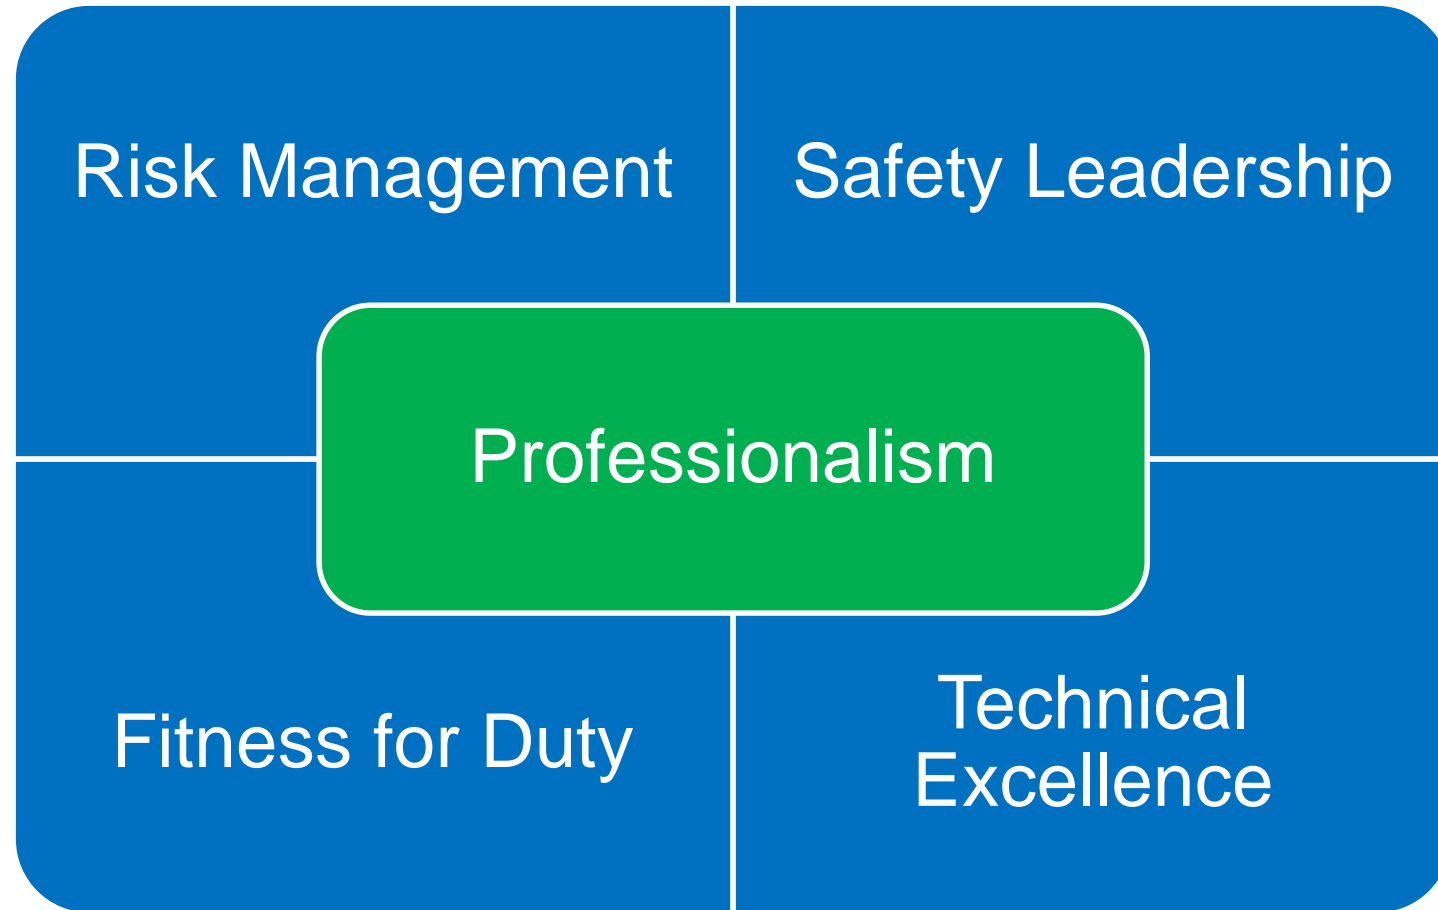 Risk Management
Safety Leadership
Professionalism
Fitness for Duty
Technical
Excellence